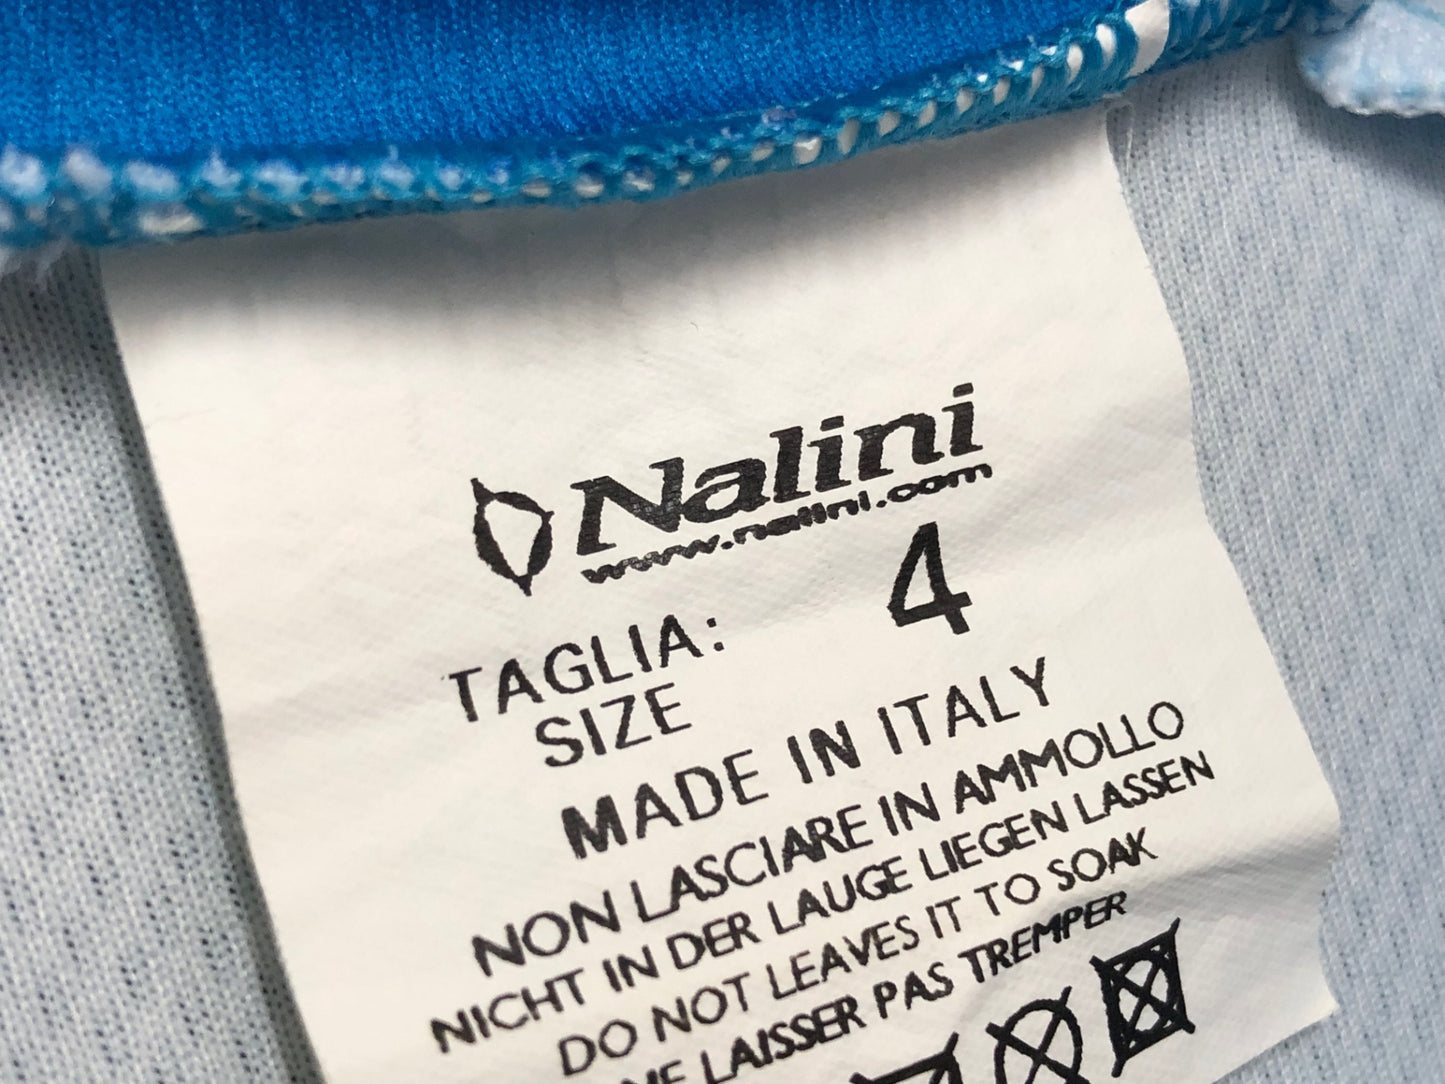 Nalini
www.nalini.com
TAGLIA: 4
SIZE
MADE IN ITALY
NON LASCIARE IN AMMOLLO
NICHT IN DER LAUGE LIEGEN LASSEN
DO NOT LEAVES IT TO SOAK
NE LAISSER PAS TREMPER